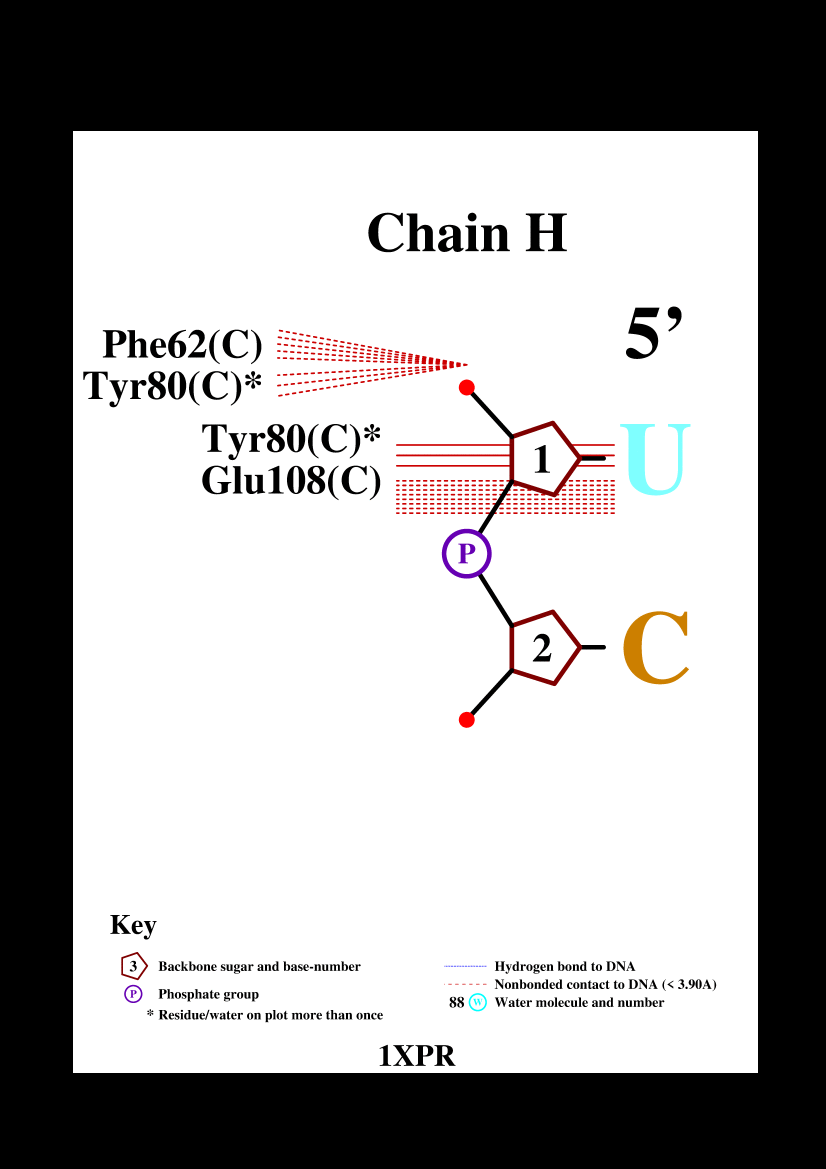 Chain H
5’
Phe62(C)
Tyr80(C)*
Tyr80(C)*
1
U
Glu108(C)
P
2
C
Key
3 Backbone sugar and base-number
P Phosphate group
* Residue/water on plot more than once
Hydrogen bond to DNA
Nonbonded contact to DNA (< 3.90A)
88 W Water molecule and number
1XPR